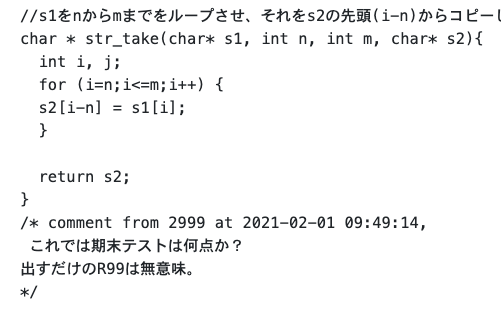 //s1をnからmまでをループさせ、それをs2の先頭(i-n)からコピーし
char * str_take(char* s1, int n, int m, char* s2){
  int i, j;
  for (i=n;i<=m;i++) {
  s2[i-n] = s1[i];
  }

  return s2;
}
/* comment from 2999 at 2021-02-01 09:49:14,
 これでは期末テストは何点か？
出すだけのR99は無意味。
*/